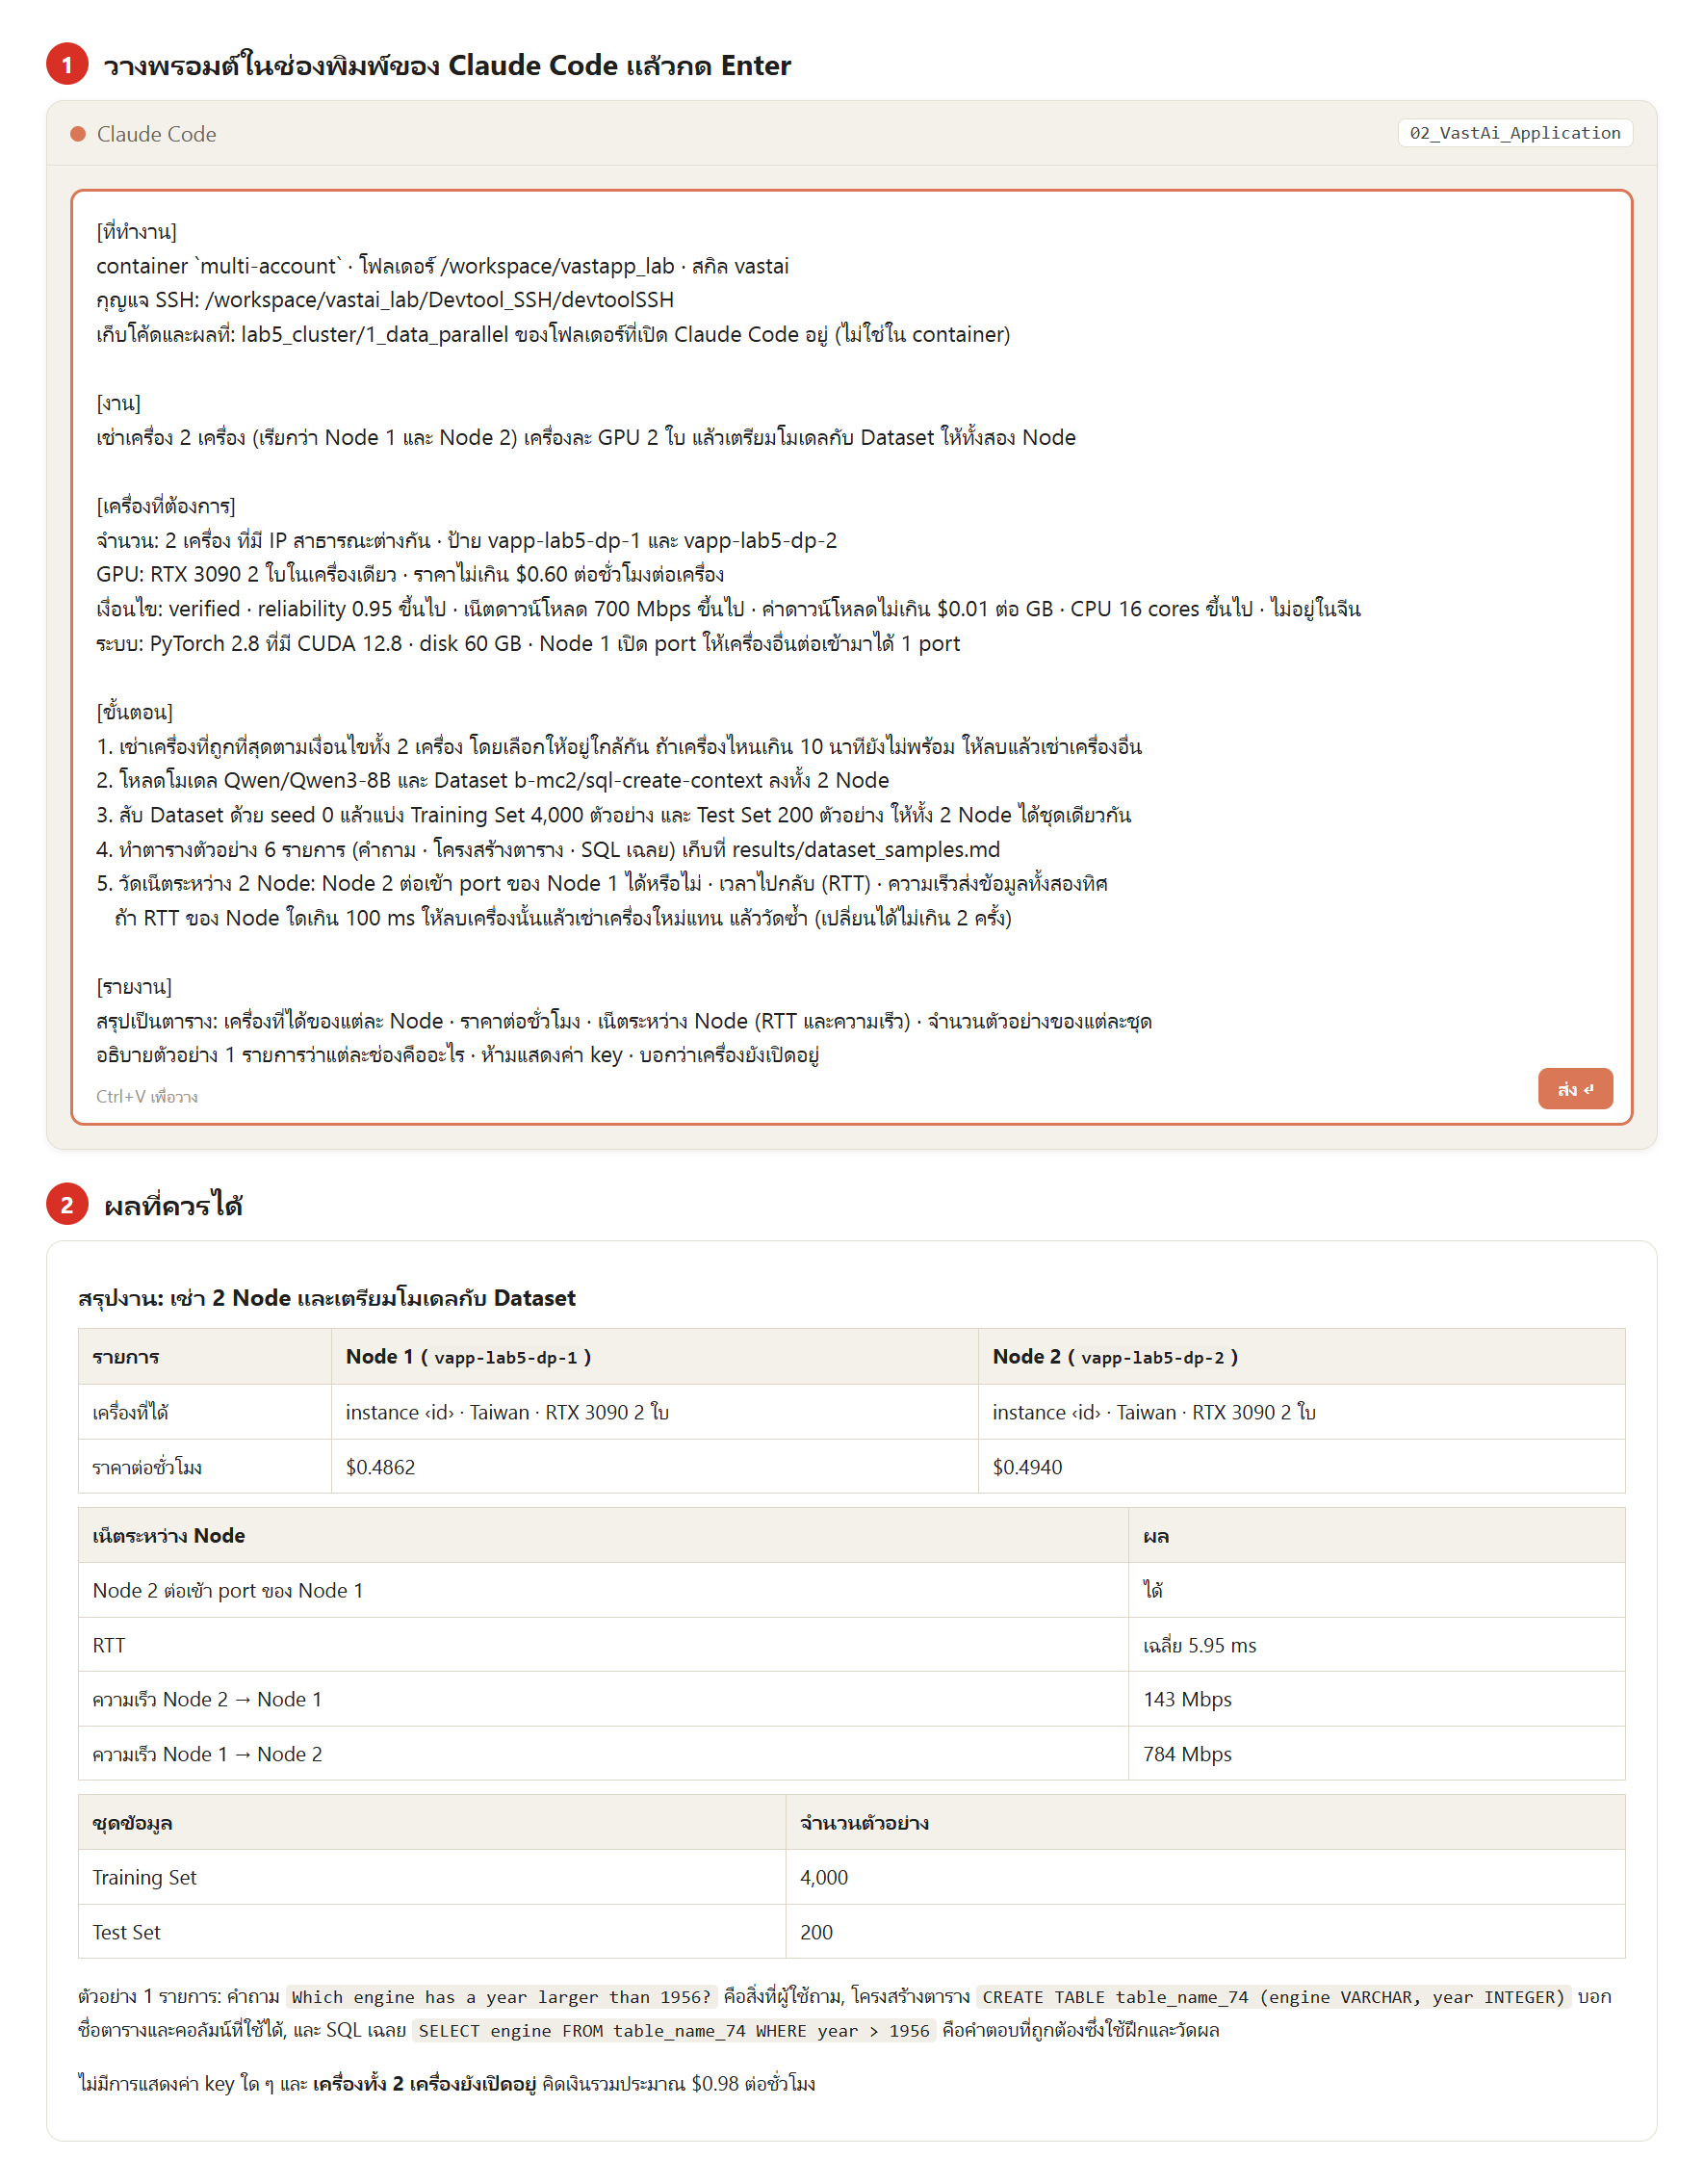 1 วางพรอมต์ในช่องพิมพ์ของ Claude Code แล้วกด Enter
Claude Code
02_VastAi_Application
[ที่ทำงาน]
container `multi-account` · โฟลเดอร์ /workspace/vastapp_lab · สกิล vastai
กุญแจ SSH: /workspace/vastai_lab/Devtool_SSH/devtoolSSH
เก็บโค้ดและผลที่: lab5_cluster/1_data_parallel ของโฟลเดอร์ที่เปิด Claude Code อยู่ (ไม่ใช่ใน container)
[งาน]
เช่าเครื่อง 2 เครื่อง (เรียกว่า Node 1 และ Node 2) เครื่องละ GPU 2 ใบ แล้วเตรียมโมเดลกับ Dataset ให้ทั้งสอง Node
[เครื่องที่ต้องการ]
จำนวน: 2 เครื่อง ที่มี IP สาธารณะต่างกัน · ป้าย vapp-lab5-dp-1 และ vapp-lab5-dp-2
GPU: RTX 3090 2 ใบในเครื่องเดียว · ราคาไม่เกิน $0.60 ต่อชั่วโมงต่อเครื่อง
เงื่อนไข: verified · reliability 0.95 ขึ้นไป · เน็ตดาวน์โหลด 700 Mbps ขึ้นไป · ค่าดาวน์โหลดไม่เกิน $0.01 ต่อ GB · CPU 16 cores ขึ้นไป · ไม่อยู่ในจีน
ระบบ: PyTorch 2.8 ที่มี CUDA 12.8 · disk 60 GB · Node 1 เปิด port ให้เครื่องอื่นต่อเข้ามาได้ 1 port
[ขั้นตอน]
1. เช่าเครื่องที่ถูกที่สุดตามเงื่อนไขทั้ง 2 เครื่อง โดยเลือกให้อยู่ใกล้กัน ถ้าเครื่องไหนเกิน 10 นาทียังไม่พร้อม ให้ลบแล้วเช่าเครื่องอื่น
2. โหลดโมเดล Qwen/Qwen3-8B และ Dataset b-mc2/sql-create-context ลงทั้ง 2 Node
3. สับ Dataset ด้วย seed 0 แล้วแบ่ง Training Set 4,000 ตัวอย่าง และ Test Set 200 ตัวอย่าง ให้ทั้ง 2 Node ได้ชุดเดียวกัน
4. ทำตารางตัวอย่าง 6 รายการ (คำถาม · โครงสร้างตาราง · SQL เฉลย) เก็บที่ results/dataset_samples.md
5. วัดเน็ตระหว่าง 2 Node: Node 2 ต่อเข้า port ของ Node 1 ได้หรือไม่ · เวลาไปกลับ (RTT) · ความเร็วส่งข้อมูลทั้งสองทิศ
ถ้า RTT ของ Node ใดเกิน 100 ms ให้ลบเครื่องนั้นแล้วเช่าเครื่องใหม่แทน แล้ววัดซ้ำ (เปลี่ยนได้ไม่เกิน 2 ครั้ง)
[รายงาน]
สรุปเป็นตาราง: เครื่องที่ได้ของแต่ละ Node · ราคาต่อชั่วโมง · เน็ตระหว่าง Node (RTT และความเร็ว) · จำนวนตัวอย่างของแต่ละชุด
อธิบายตัวอย่าง 1 รายการว่าแต่ละช่องคืออะไร · ห้ามแสดงค่า key · บอกว่าเครื่องยังเปิดอยู่
Ctrl+V เพื่อวาง
ส่ง ⏎
2 ผลที่ควรได้
สรุปงาน: เช่า 2 Node และเตรียมโมเดลกับ Dataset
รายการ Node 1 ( vapp-lab5-dp-1 ) Node 2 ( vapp-lab5-dp-2 )
เครื่องที่ได้ instance ‹id› · Taiwan · RTX 3090 2 ใบ instance ‹id› · Taiwan · RTX 3090 2 ใบ
ราคาต่อชั่วโมง $0.4862 $0.4940
เน็ตระหว่าง Node ผล
Node 2 ต่อเข้า port ของ Node 1 ได้
RTT เฉลี่ย 5.95 ms
ความเร็ว Node 2 → Node 1 143 Mbps
ความเร็ว Node 1 → Node 2 784 Mbps
ชุดข้อมูล จำนวนตัวอย่าง
Training Set 4,000
Test Set 200
ตัวอย่าง 1 รายการ: คำถาม Which engine has a year larger than 1956? คือสิ่งที่ผู้ใช้ถาม, โครงสร้างตาราง CREATE TABLE table_name_74 (engine VARCHAR, year INTEGER) บอก
ชื่อตารางและคอลัมน์ที่ใช้ได้, และ SQL เฉลย SELECT engine FROM table_name_74 WHERE year > 1956 คือคำตอบที่ถูกต้องซึ่งใช้ฝึกและวัดผล
ไม่มีการแสดงค่า key ใด ๆ และ เครื่องทั้ง 2 เครื่องยังเปิดอยู่ คิดเงินรวมประมาณ $0.98 ต่อชั่วโมง